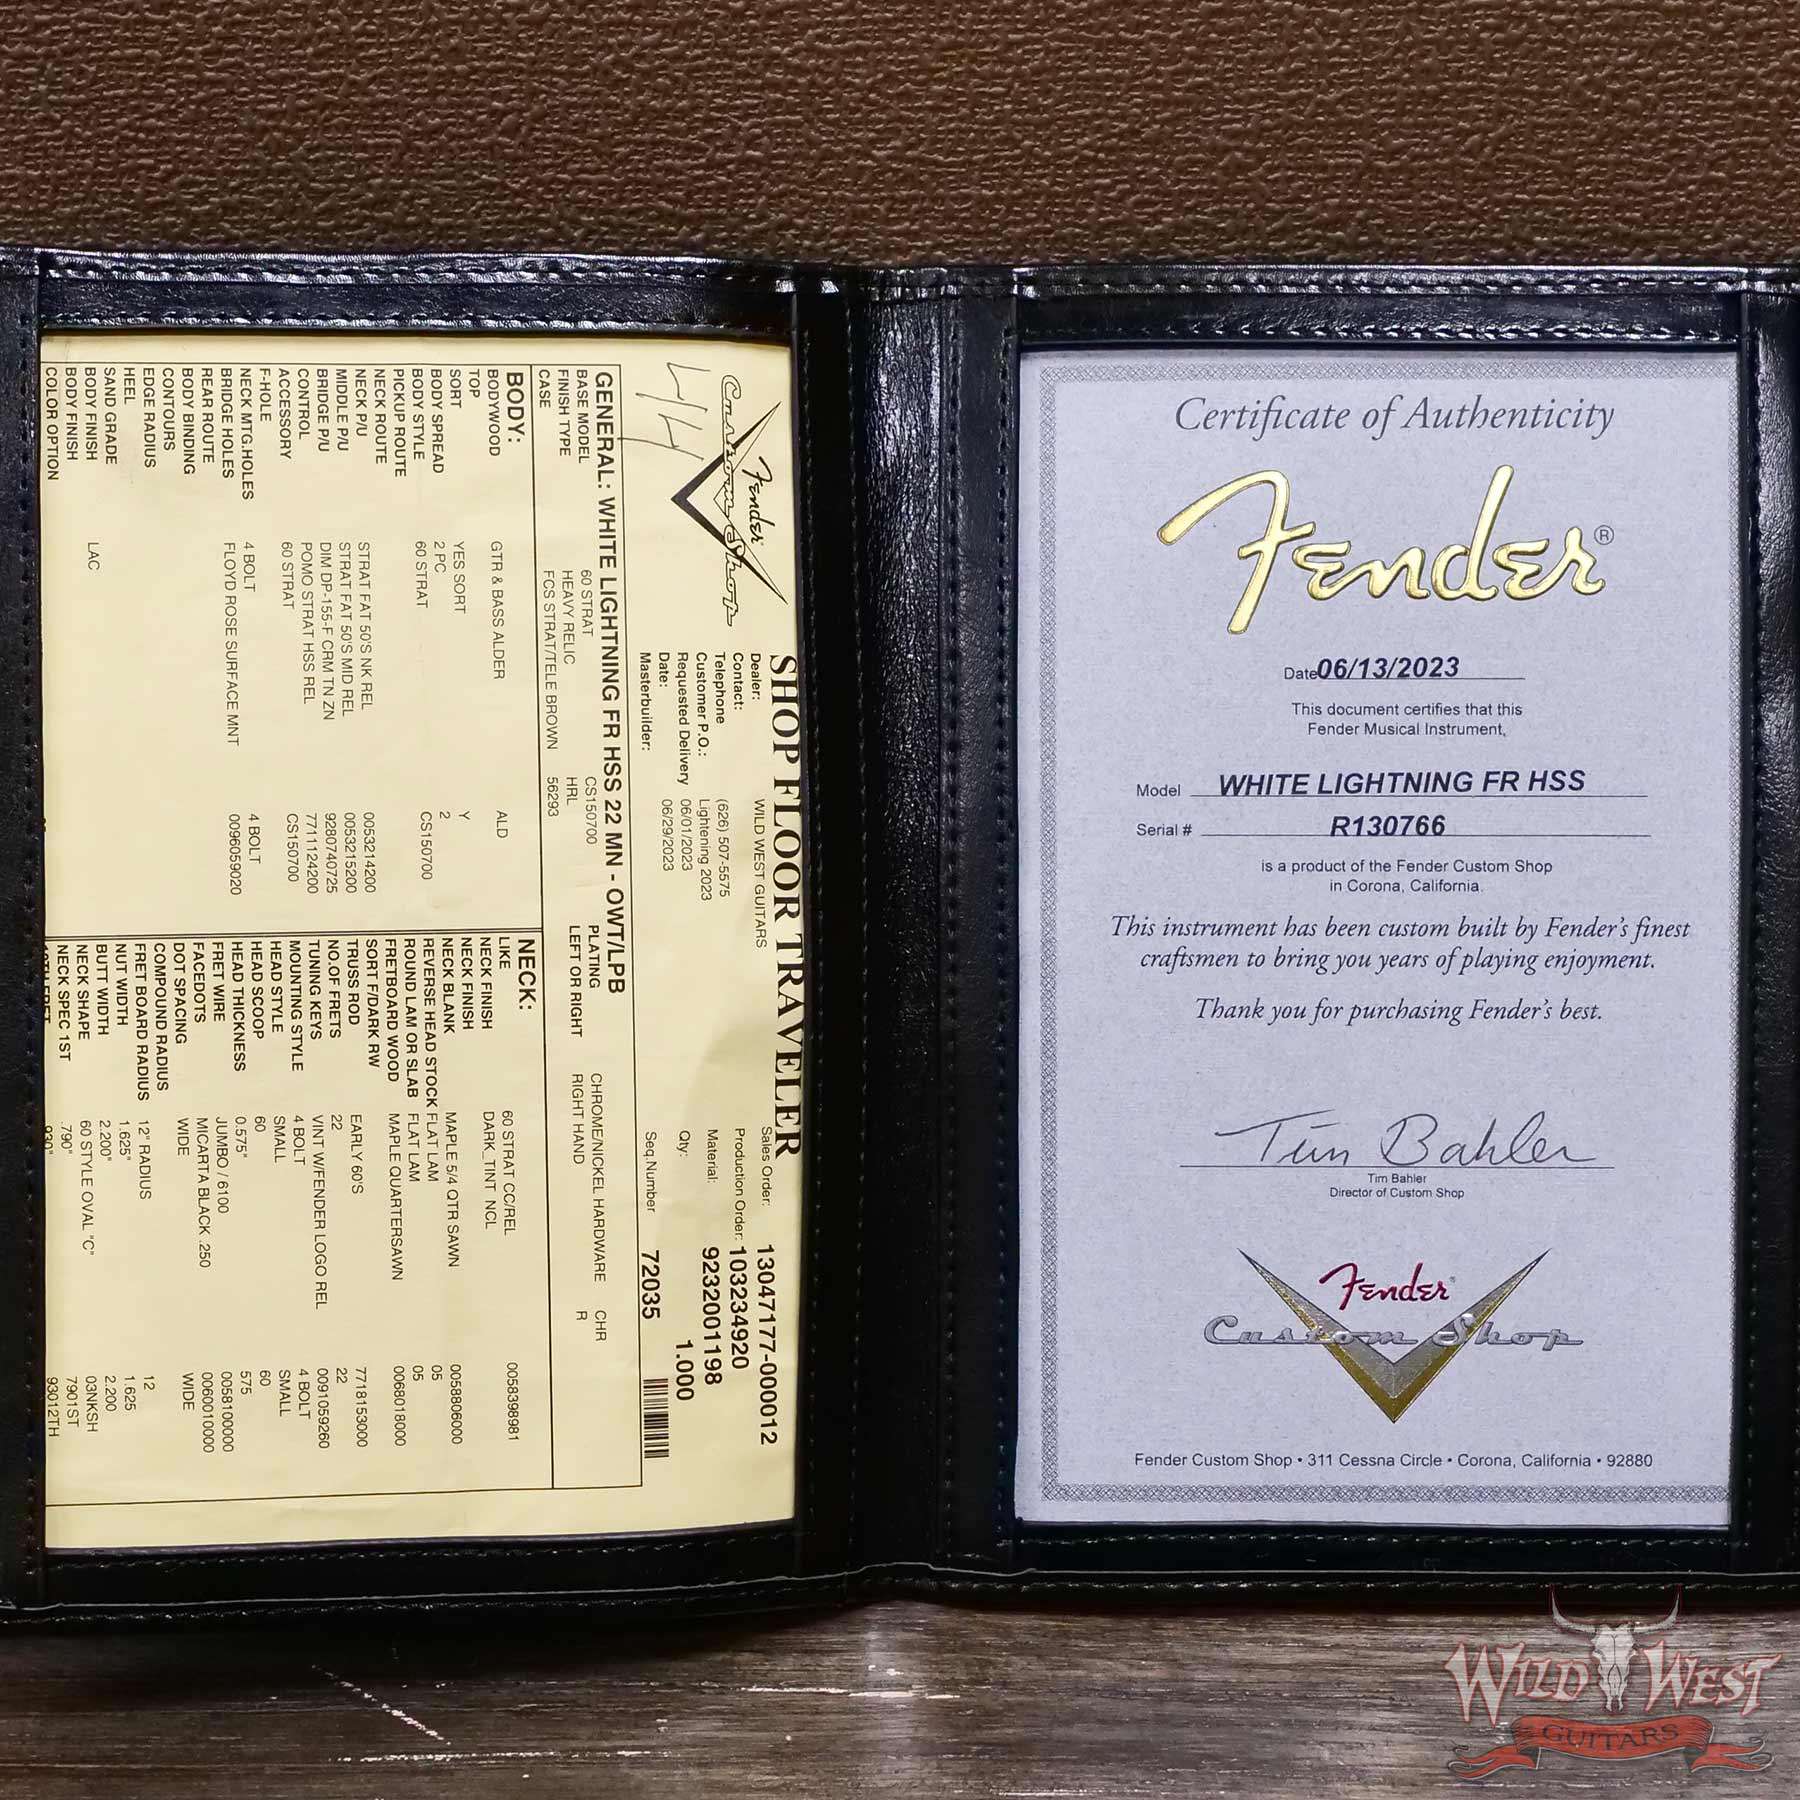 Fender
Custom Shop
SHOP FLOOR TRAVELER
Dealer: WILD WEST GUITARS
Contact:
Telephone (626) 507-5575
Customer P.O.: Lightening 2023
Requested Delivery 06/01/2023
Date: 06/29/2023
Masterbuilder:
Sales Order: 13047177-000012
Production Order: 103234920
Material: 9232001198
Qty: 1.000
Seq.Number 72035
GENERAL: WHITE LIGHTNING FR HSS 22 MN - OWT/LPB
BASE MODEL 60 STRAT CS150700 PLATING CHROME/NICKEL HARDWARE CHR
FINISH TYPE HEAVY RELIC HRL LEFT OR RIGHT RIGHT HAND R
CASE FCS STRAT/TELE BROWN 56293
BODY:
BODYWOOD GTR & BASS ALDER ALD
TOP
SORT YES SORT Y
BODY SPREAD 2 PC 2
BODY STYLE 60 STRAT CS150700
PICKUP ROUTE
NECK ROUTE
NECK P/U STRAT FAT 50'S NK REL 0053214200
MIDDLE P/U STRAT FAT 50'S MID REL 0053215200
BRIDGE P/U DIM DP-155-F CRM TN ZN 9280740725
CONTROL POMO STRAT HSS REL 7711124200
ACCESSORY 60 STRAT CS150700
F-HOLE
NECK MTG.HOLES 4 BOLT 4 BOLT
BRIDGE HOLES FLOYD ROSE SURFACE MNT 0096059020
REAR ROUTE
BODY BINDING
CONTOURS
EDGE RADIUS
HEEL
SAND GRADE
BODY FINISH LAC
BODY FINISH
COLOR OPTION
NECK:
LIKE 60 STRAT CC/REL 0058398981
NECK FINISH DARK_TINT NCL
NECK FINISH
NECK BLANK MAPLE 5/4 QTR SAWN 0058806000
REVERSE HEAD STOCK FLAT LAM 05
ROUND LAM OR SLAB FLAT LAM 05
FRETBOARD WOOD MAPLE QUARTERSAWN 0068018000
SORT F/DARK RW
TRUSS ROD EARLY 60'S 7718153000
NO.OF FRETS 22 22
TUNING KEYS VINT W/FENDER LOGO REL 0091059260
MOUNTING STYLE 4 BOLT 4 BOLT
HEAD STYLE SMALL SMALL
HEAD SCOOP 60 60
HEAD THICKNESS 0.575" 575
FRET WIRE JUMBO / 6100 0058100000
FACEDOTS MICARTA BLACK .250 0060010000
DOT SPACING WIDE WIDE
COMPOUND RADIUS
FRET BOARD RADIUS 12" RADIUS 12
NUT WIDTH 1.625" 1.625
BUTT WIDTH 2.200" 2.200
NECK SHAPE 60 STYLE OVAL "C" 03NKSH
NECK SPEC 1ST 790" 7901ST
12TH FRET 930" 93012TH
Certificate of Authenticity
Fender®
Date 06/13/2023
This document certifies that this
Fender Musical Instrument,
Model WHITE LIGHTNING FR HSS
Serial # R130766
is a product of the Fender Custom Shop
in Corona, California.
This instrument has been custom built by Fender's finest
craftsmen to bring you years of playing enjoyment.
Thank you for purchasing Fender's best.
Tim Bahler
Tim Bahler
Director of Custom Shop
Fender
Custom Shop
Fender Custom Shop • 311 Cessna Circle • Corona, California • 92880
WILD WEST
GUITARS